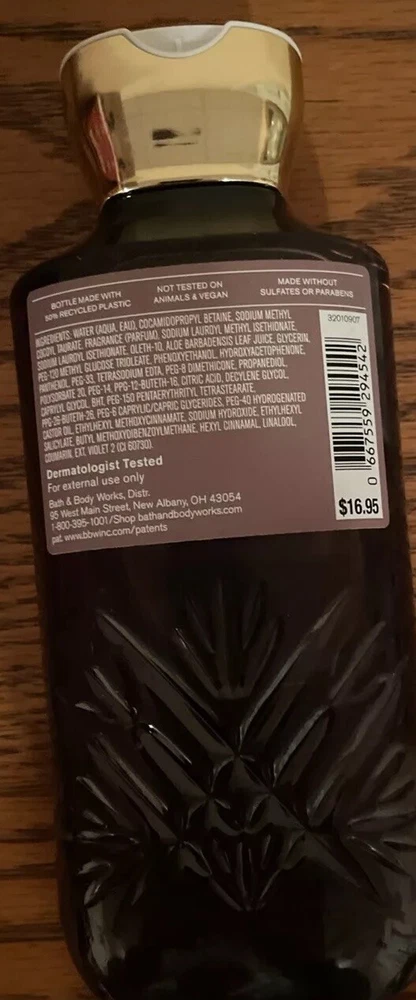 BOTTLE MADE WITH
50% RECYCLED PLASTIC
NOT TESTED ON
ANIMALS & VEGAN
MADE WITHOUT
SULFATES OR PARABENS
INGREDIENTS: WATER (AQUA, EAU), COCAMIDOPROPYL BETAINE, SODIUM METHYL
COCOYL TAURATE, FRAGRANCE (PARFUM), SODIUM LAUROYL METHYL ISETHIONATE,
SODIUM LAUROYL ISETHIONATE, OLETH-10, ALOE BARBADENSIS LEAF JUICE, GLYCERIN,
PEG-120 METHYL GLUCOSE TRIOLEATE, PHENOXYETHANOL, HYDROXYACETOPHENONE,
PANTHENOL, PEG-33, TETRASODIUM EDTA, PEG-8 DIMETHICONE, PROPANEDIOL,
POLYSORBATE 20, PEG-14, PPG-12-BUTETH-16, CITRIC ACID, DECYLENE GLYCOL,
CAPRYLYL GLYCOL, BHT, PEG-150 PENTAERYTHRITYL TETRASTEARATE,
PPG-26-BUTETH-26, PEG-6 CAPRYLIC/CAPRIC GLYCERIDES, PEG-40 HYDROGENATED
CASTOR OIL, ETHYLHEXYL METHOXYCINNAMATE, SODIUM HYDROXIDE, ETHYLHEXYL
SALICYLATE, BUTYL METHOXYDIBENZOYLMETHANE, HEXYL CINNAMAL, LINALOOL,
COUMARIN, EXT. VIOLET 2 (CI 60730).
Dermatologist Tested
For external use only
Bath & Body Works, Distr.
95 West Main Street, New Albany, OH 43054
1-800-395-1001/Shop bathandbodyworks.com
pat. www.bbwinc.com/patents
32010907
0 667559 294542
$16.95